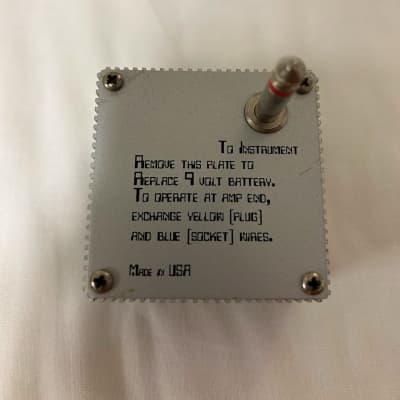 To Instrument
Remove this plate to
Replace 9 volt battery.
To operate at amp end,
exchange yellow [plug]
and blue [socket] wires.
Made in USA